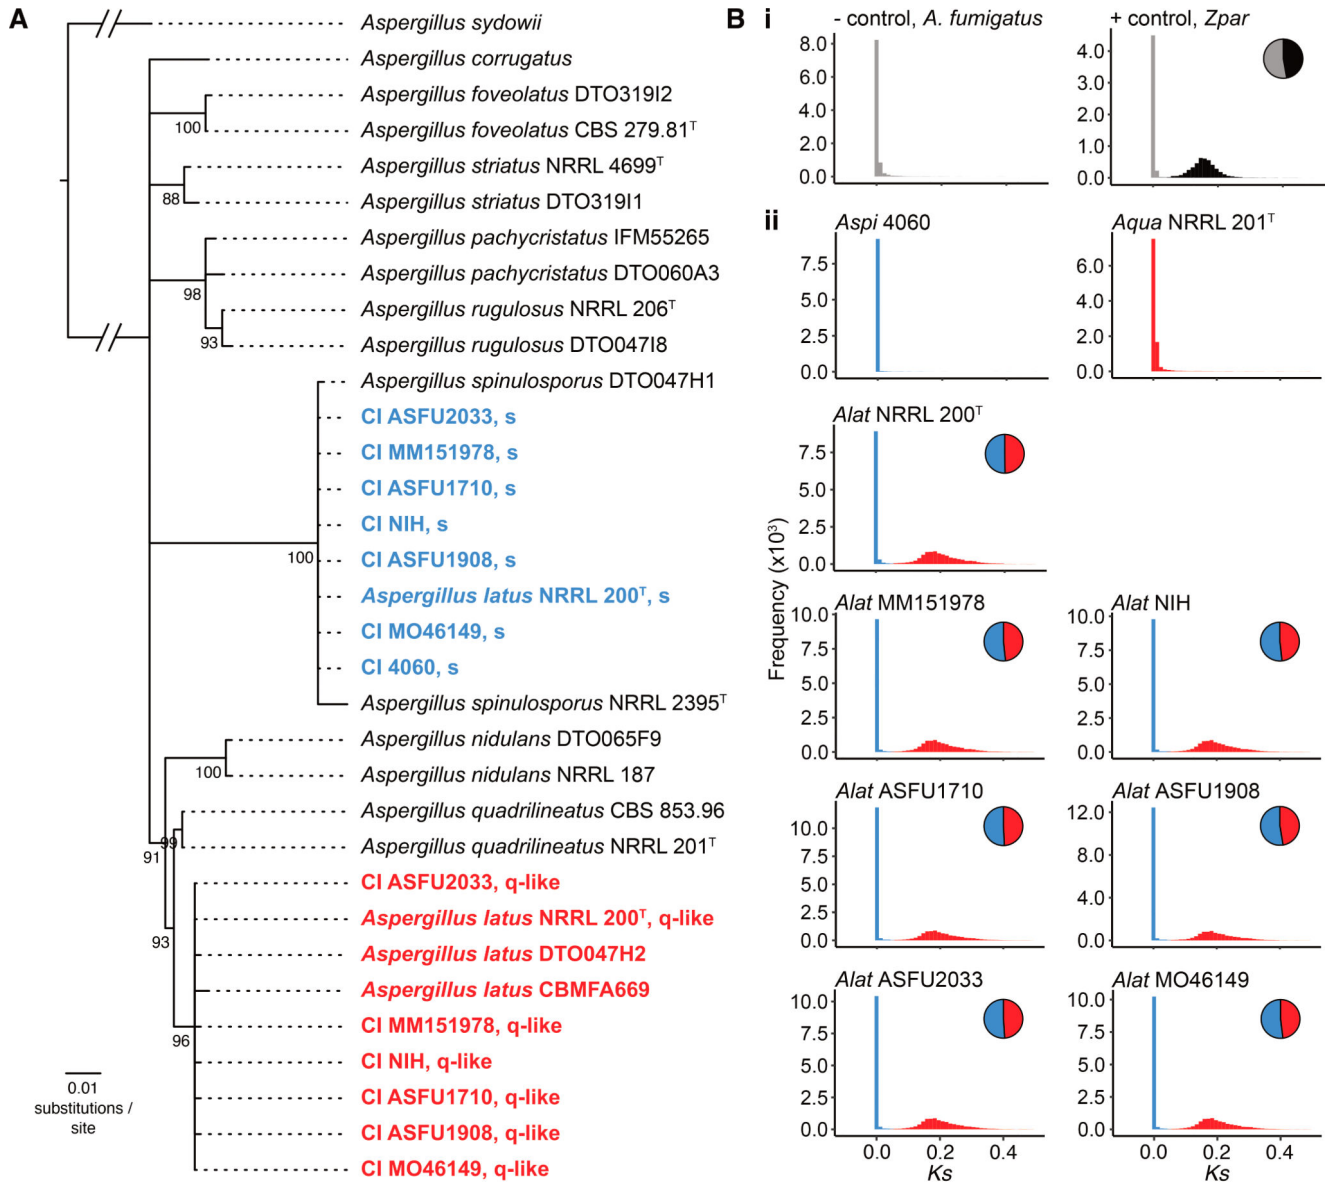 A
Aspergillus sydowii
Aspergillus corrugatus
Aspergillus foveolatus DTO319I2
Aspergillus foveolatus CBS 279.81ᵀ
100
Aspergillus striatus NRRL 4699ᵀ
Aspergillus striatus DTO319I1
88
Aspergillus pachycristatus IFM55265
Aspergillus pachycristatus DTO060A3
98
Aspergillus rugulosus NRRL 206ᵀ
Aspergillus rugulosus DTO047I8
93
Aspergillus spinulosporus DTO047H1
CI ASFU2033, s
CI MM151978, s
CI ASFU1710, s
CI NIH, s
CI ASFU1908, s
100
Aspergillus latus NRRL 200ᵀ, s
CI MO46149, s
CI 4060, s
Aspergillus spinulosporus NRRL 2395ᵀ
Aspergillus nidulans DTO065F9
Aspergillus nidulans NRRL 187
100
Aspergillus quadrilineatus CBS 853.96
Aspergillus quadrilineatus NRRL 201ᵀ
99
91
CI ASFU2033, q-like
Aspergillus latus NRRL 200ᵀ, q-like
93
Aspergillus latus DTO047H2
Aspergillus latus CBMFA669
CI MM151978, q-like
96
CI NIH, q-like
CI ASFU1710, q-like
CI ASFU1908, q-like
CI MO46149, q-like
0.01
substitutions /
site
B
i
- control, A. fumigatus
8.0
6.0
4.0
2.0
0.0
+ control, Zpar
4.0
3.0
2.0
1.0
0.0
ii
Aspi 4060
7.5
5.0
2.5
0.0
Aqua NRRL 201ᵀ
6.0
4.0
2.0
0.0
Frequency (x10³)
Alat NRRL 200ᵀ
7.5
5.0
2.5
0.0
Alat MM151978
10.0
7.5
5.0
2.5
0.0
Alat NIH
10.0
7.5
5.0
2.5
0.0
Alat ASFU1710
10.0
7.5
5.0
2.5
0.0
Alat ASFU1908
12.0
8.0
4.0
0.0
Alat ASFU2033
10.0
7.5
5.0
2.5
0.0
0.0 0.2 0.4
Ks
Alat MO46149
10.0
7.5
5.0
2.5
0.0
0.0 0.2 0.4
Ks